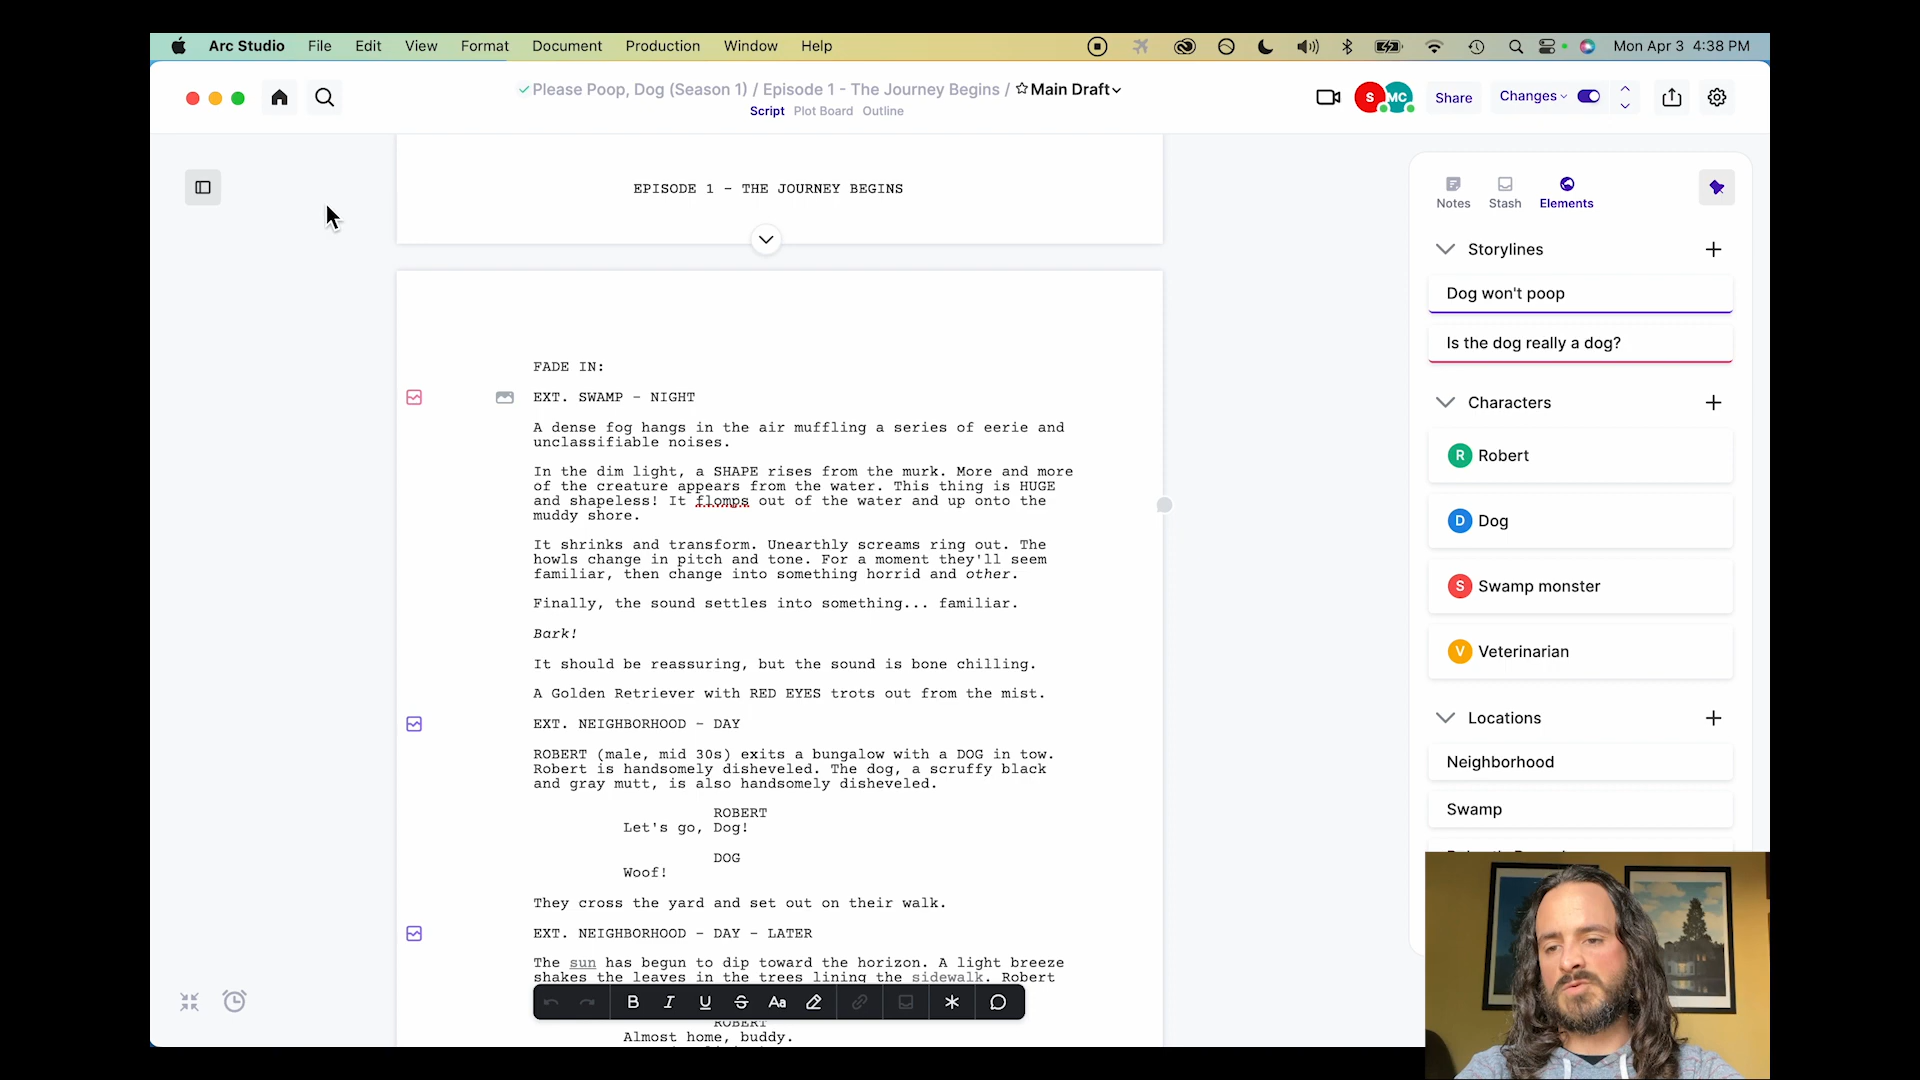 Arc Studio File Edit View Format Document Production Window Help Mon Apr 3 4:38 PM
Please Poop, Dog (Season 1) / Episode 1 - The Journey Begins / Main Draft
Script Plot Board Outline
S MC Share Changes
EPISODE 1 - THE JOURNEY BEGINS
FADE IN:
EXT. SWAMP - NIGHT
A dense fog hangs in the air muffling a series of eerie and
unclassifiable noises.
In the dim light, a SHAPE rises from the murk. More and more
of the creature appears from the water. This thing is HUGE
and shapeless! It flomps out of the water and up onto the
muddy shore.
It shrinks and transform. Unearthly screams ring out. The
howls change in pitch and tone. For a moment they'll seem
familiar, then change into something horrid and other.
Finally, the sound settles into something... familiar.
Bark!
It should be reassuring, but the sound is bone chilling.
A Golden Retriever with RED EYES trots out from the mist.
EXT. NEIGHBORHOOD - DAY
ROBERT (male, mid 30s) exits a bungalow with a DOG in tow.
Robert is handsomely disheveled. The dog, a scruffy black
and gray mutt, is also handsomely disheveled.
ROBERT
Let's go, Dog!
DOG
Woof!
They cross the yard and set out on their walk.
EXT. NEIGHBORHOOD - DAY - LATER
The sun has begun to dip toward the horizon. A light breeze
shakes the leaves in the trees lining the sidewalk. Robert
B I U S Aa
ROBERT
Almost home, buddy.
Notes Stash Elements
Storylines
Dog won't poop
Is the dog really a dog?
Characters
R Robert
D Dog
S Swamp monster
V Veterinarian
Locations
Neighborhood
Swamp